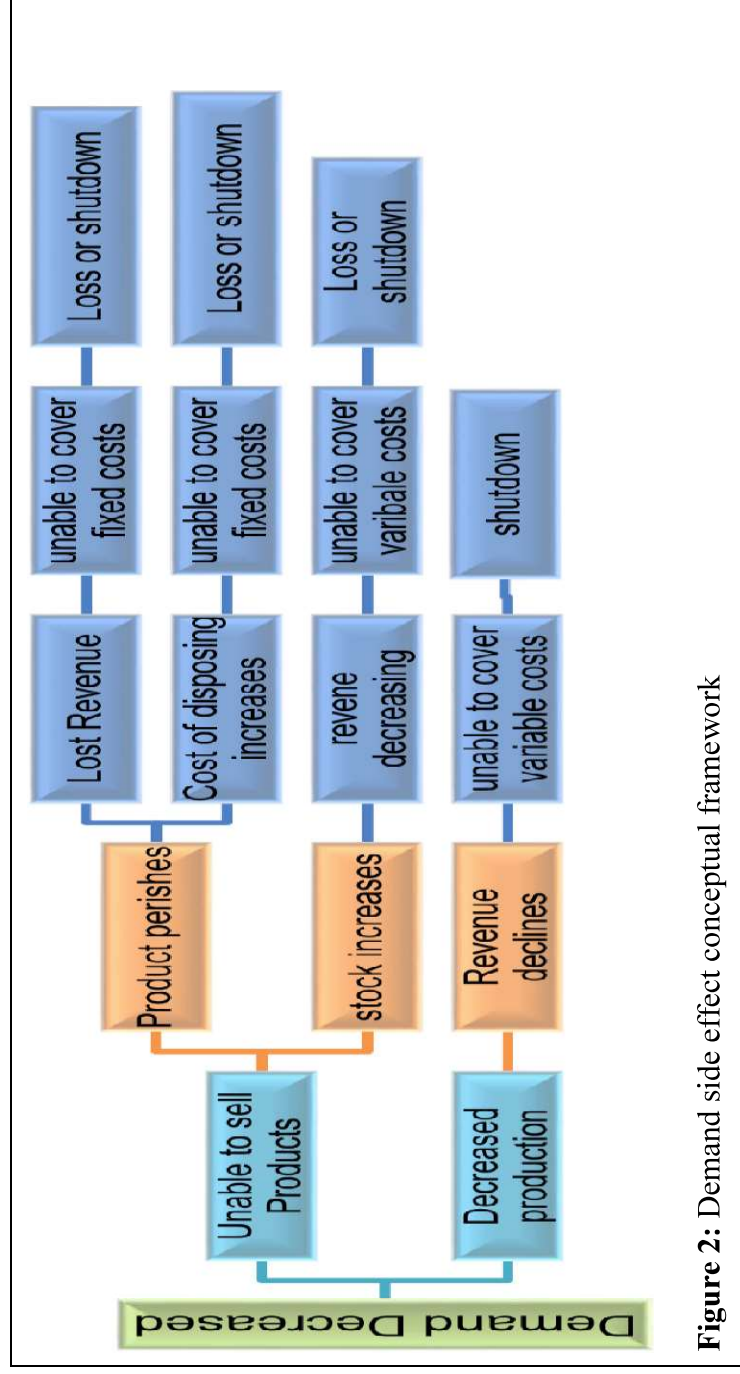 Demand Decreased
Unable to sell
Products
Product perishes
Lost Revenue
unable to cover
fixed costs
Loss or shutdown
Cost of disposing
increases
unable to cover
fixed costs
Loss or shutdown
stock increases
revene
decreasing
unable to cover
varibale costs
Loss or
shutdown
Decreased
production
Revenue
declines
unable to cover
variable costs
shutdown
Figure 2: Demand side effect conceptual framework